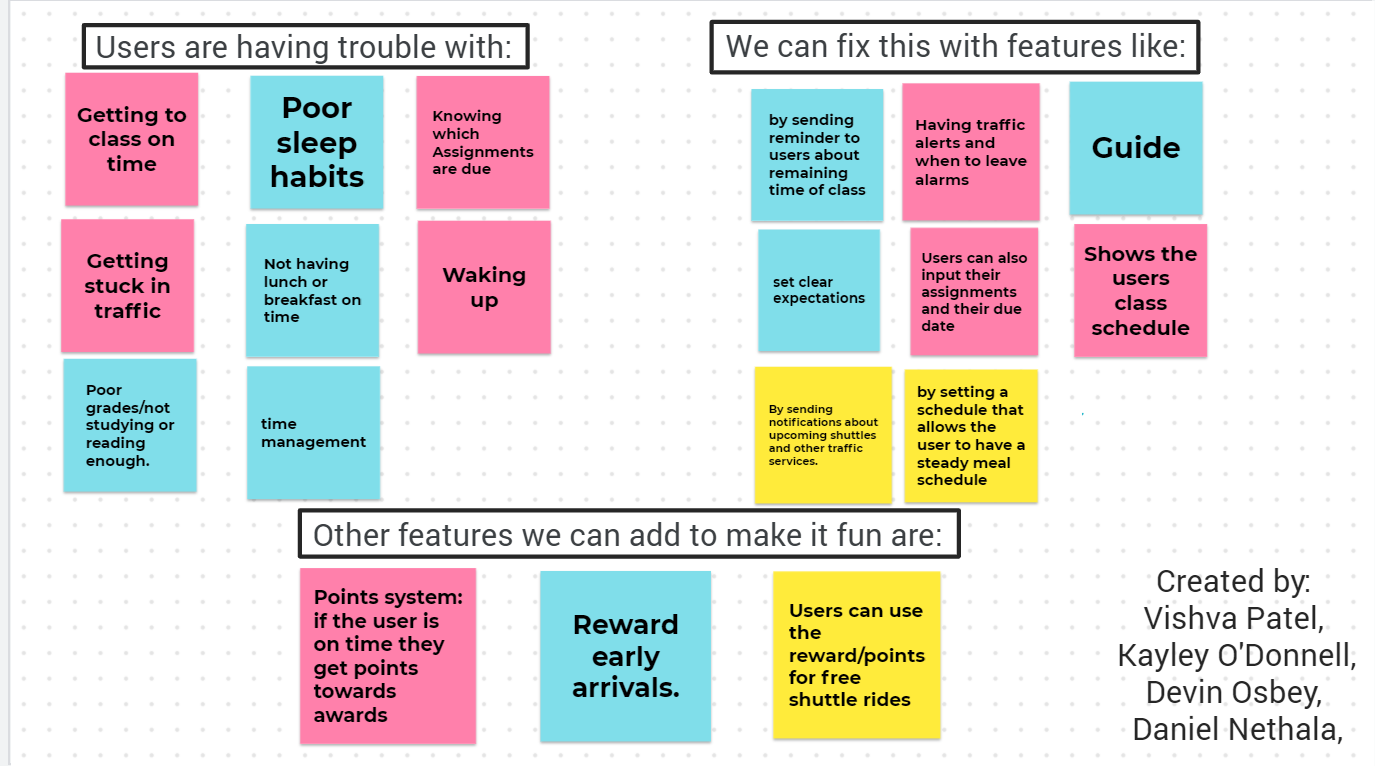 Users are having trouble with:
Getting to
class on
time
Poor
sleep
habits
Knowing
which
Assignments
are due
Getting
stuck in
traffic
Not having
lunch or
breakfast on
time
Waking
up
Poor
grades/not
studying or
reading
enough.
time
management
We can fix this with features like:
by sending
reminder to
users about
remaining
time of class
Having traffic
alerts and
when to leave
alarms
Guide
set clear
expectations
Users can also
input their
assignments
and their due
date
Shows the
users
class
schedule
By sending
notifications about
upcoming shuttles
and other traffic
services.
by setting a
schedule that
allows the
user to have a
steady meal
schedule
Other features we can add to make it fun are:
Points system:
if the user is
on time they
get points
towards
awards
Reward
early
arrivals.
Users can use
the
reward/points
for free
shuttle rides
Created by:
Vishva Patel,
Kayley O'Donnell,
Devin Osbey,
Daniel Nethala,